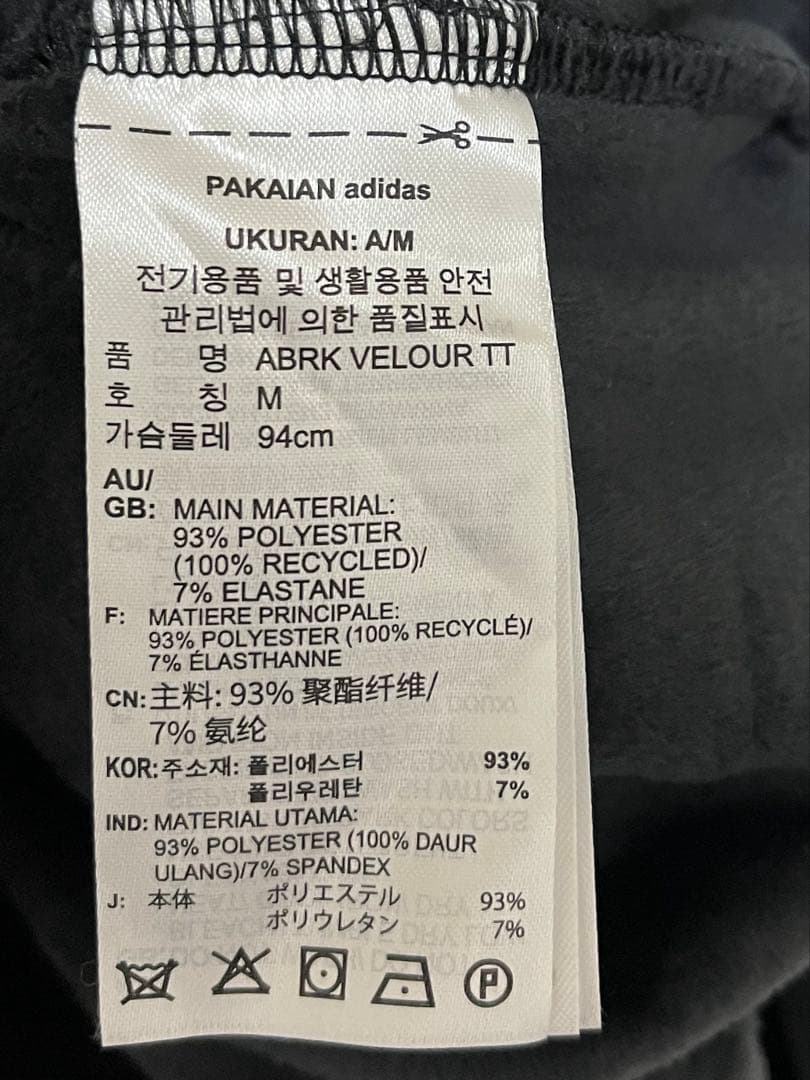 PAKAIAN adidas
UKURAN: A/M
전기용품 및 생활용품 안전
관리법에 의한 품질표시
품 명 ABRK VELOUR TT
호 칭 M
가슴둘레 94cm
AU/
GB: MAIN MATERIAL:
93% POLYESTER
(100% RECYCLED)/
7% ELASTANE
F: MATIERE PRINCIPALE:
93% POLYESTER (100% RECYCLÉ)/
7% ÉLASTHANNE
CN: 主料: 93% 聚酯纤维/
7% 氨纶
KOR: 주소재: 폴리에스터 93%
폴리우레탄 7%
IND: MATERIAL UTAMA:
93% POLYESTER (100% DAUR
ULANG)/7% SPANDEX
J: 本体 ポリエステル 93%
ポリウレタン 7%
P